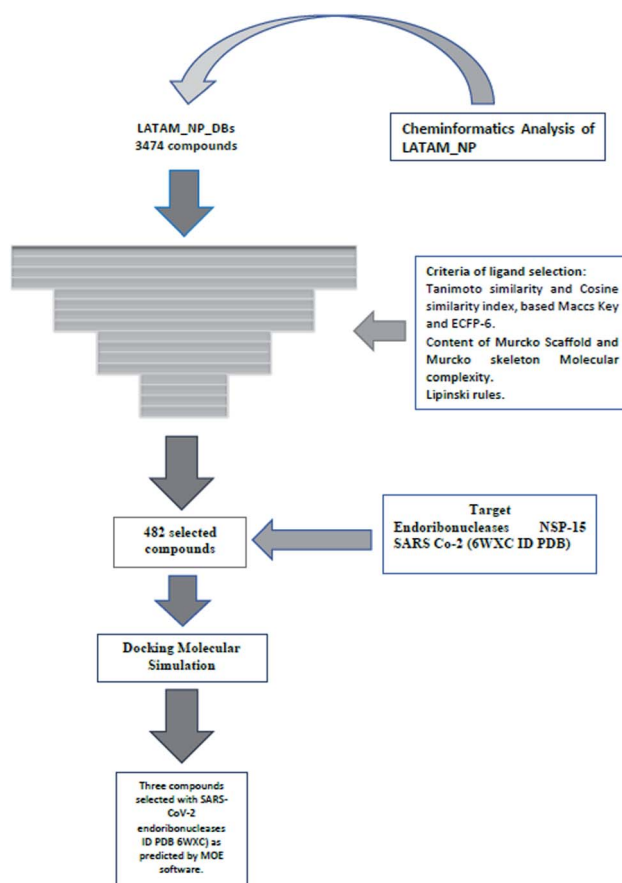 LATAM_NP_DBs
3474 compounds
Cheminformatics Analysis of
LATAM_NP
Criteria of ligand selection:
Tanimoto similarity and Cosine
similarity index, based Maccs Key
and ECFP-6.
Content of Murcko Scaffold and
Murcko skeleton Molecular
complexity.
Lipinski rules.
482 selected
compounds
Target
Endoribonucleases NSP-15
SARS Co-2 (6WXC ID PDB)
Docking Molecular
Simulation
Three compounds
selected with SARS-
CoV-2
endoribonucleases
ID PDB 6WXC) as
predicted by MOE
software.